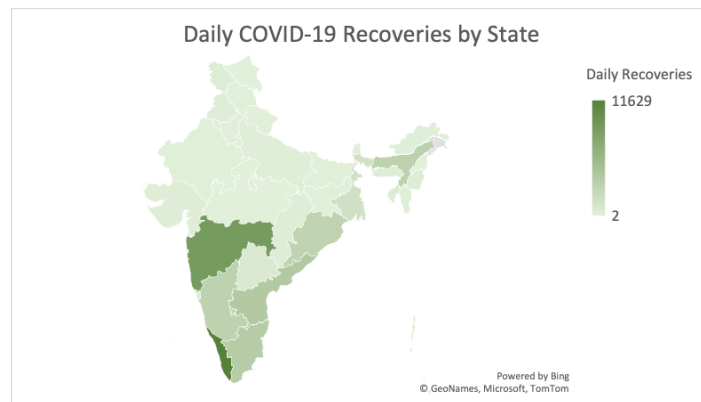 Daily COVID-19 Recoveries by State
Daily Recoveries
11629
2
Powered by Bing
© GeoNames, Microsoft, TomTom